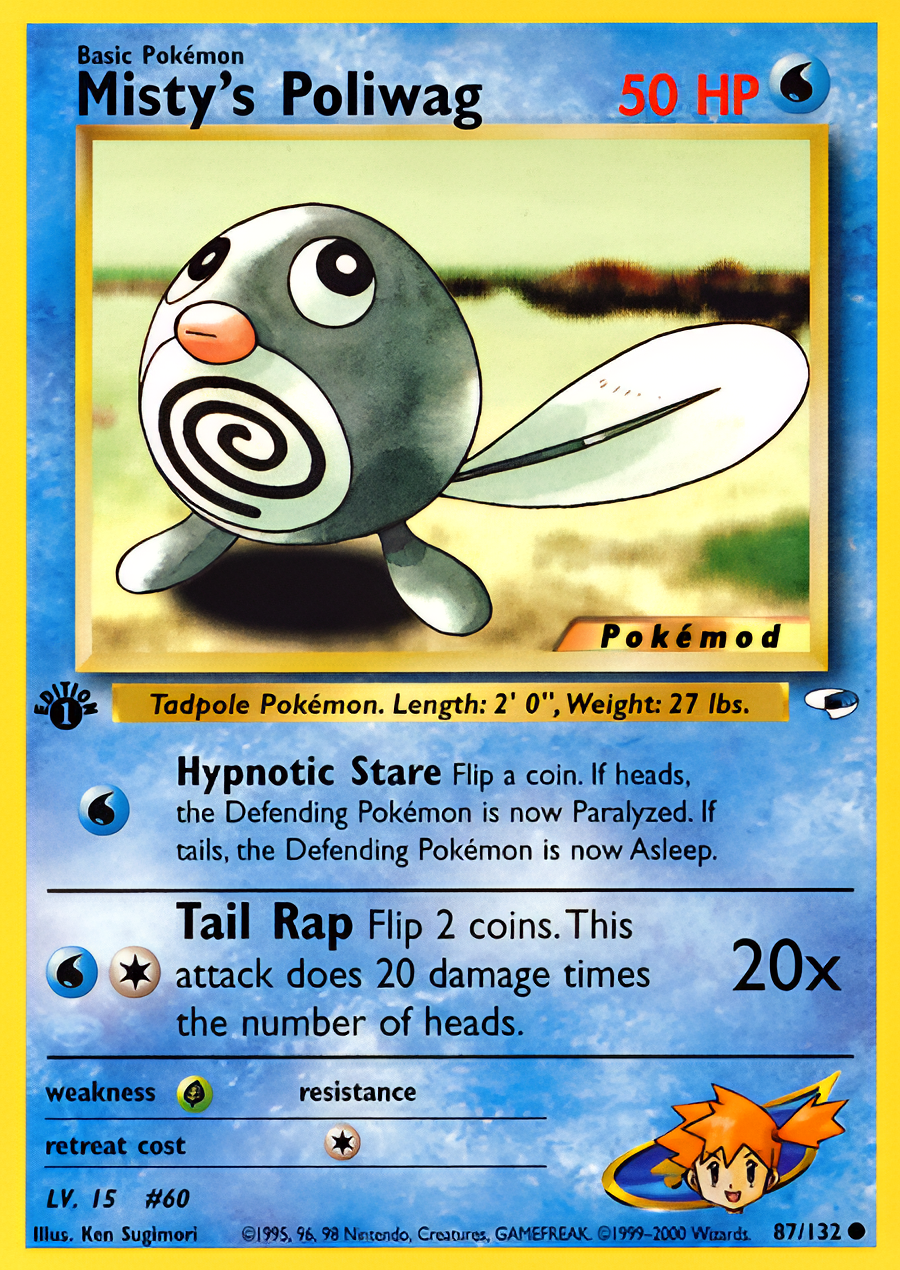 Basic Pokémon
Misty's Poliwag
50 HP
Pokémod
EDITION
1
Tadpole Pokémon. Length: 2' 0", Weight: 27 lbs.
Hypnotic Stare Flip a coin. If heads,
the Defending Pokémon is now Paralyzed. If
tails, the Defending Pokémon is now Asleep.
Tail Rap Flip 2 coins. This
attack does 20 damage times
the number of heads.
20x
weakness
resistance
retreat cost
LV. 15 #60
Illus. Ken Sugimori
©1995, 96, 98 Nintendo, Creatures, GAMEFREAK. ©1999–2000 Wizards.
87/132